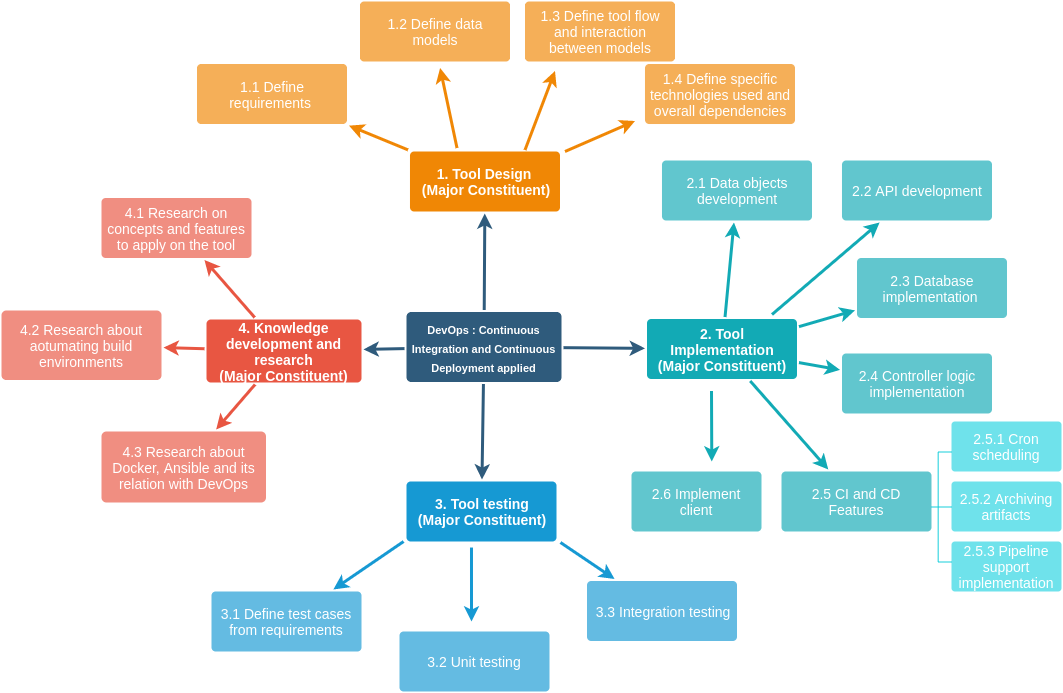 1.2 Define data
models
1.3 Define tool flow
and interaction
between models
1.1 Define
requirements
1.4 Define specific
technologies used and
overall dependencies
1. Tool Design
(Major Constituent)
2.1 Data objects
development
2.2 API development
4.1 Research on
concepts and features
to apply on the tool
2.3 Database
implementation
4.2 Research about
aotumating build
environments
4. Knowledge
development and
research
(Major Constituent)
DevOps : Continuous
Integration and Continuous
Deployment applied
2. Tool
Implementation
(Major Constituent)
2.4 Controller logic
implementation
4.3 Research about
Docker, Ansible and its
relation with DevOps
2.5.1 Cron
scheduling
3. Tool testing
(Major Constituent)
2.6 Implement
client
2.5 CI and CD
Features
2.5.2 Archiving
artifacts
2.5.3 Pipeline
support
implementation
3.1 Define test cases
from requirements
3.3 Integration testing
3.2 Unit testing